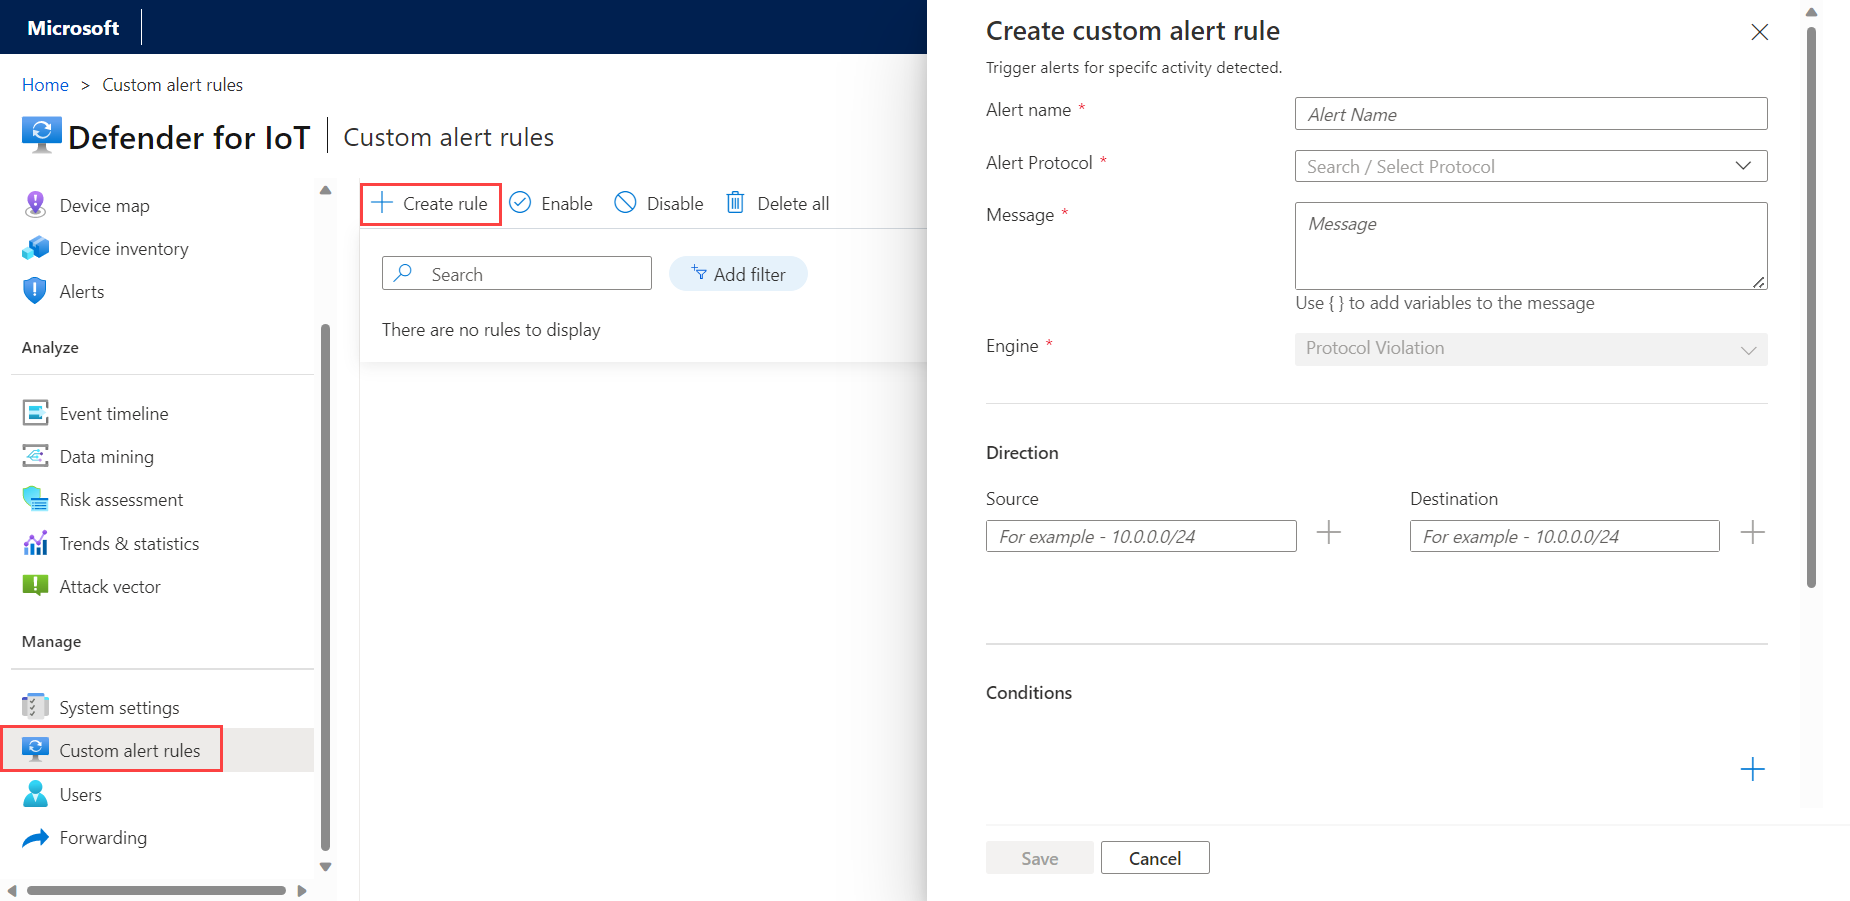 Microsoft
Home > Custom alert rules
Defender for IoT | Custom alert rules
Device map
Device inventory
Alerts
Analyze
Event timeline
Data mining
Risk assessment
Trends & statistics
Attack vector
Manage
System settings
Custom alert rules
Users
Forwarding
Create rule Enable Disable Delete all
Search Add filter
There are no rules to display
Create custom alert rule
Trigger alerts for specifc activity detected.
Alert name * Alert Name
Alert Protocol * Search / Select Protocol
Message * Message
Use { } to add variables to the message
Engine * Protocol Violation
Direction
Source Destination
For example - 10.0.0.0/24 For example - 10.0.0.0/24
Conditions
Save Cancel